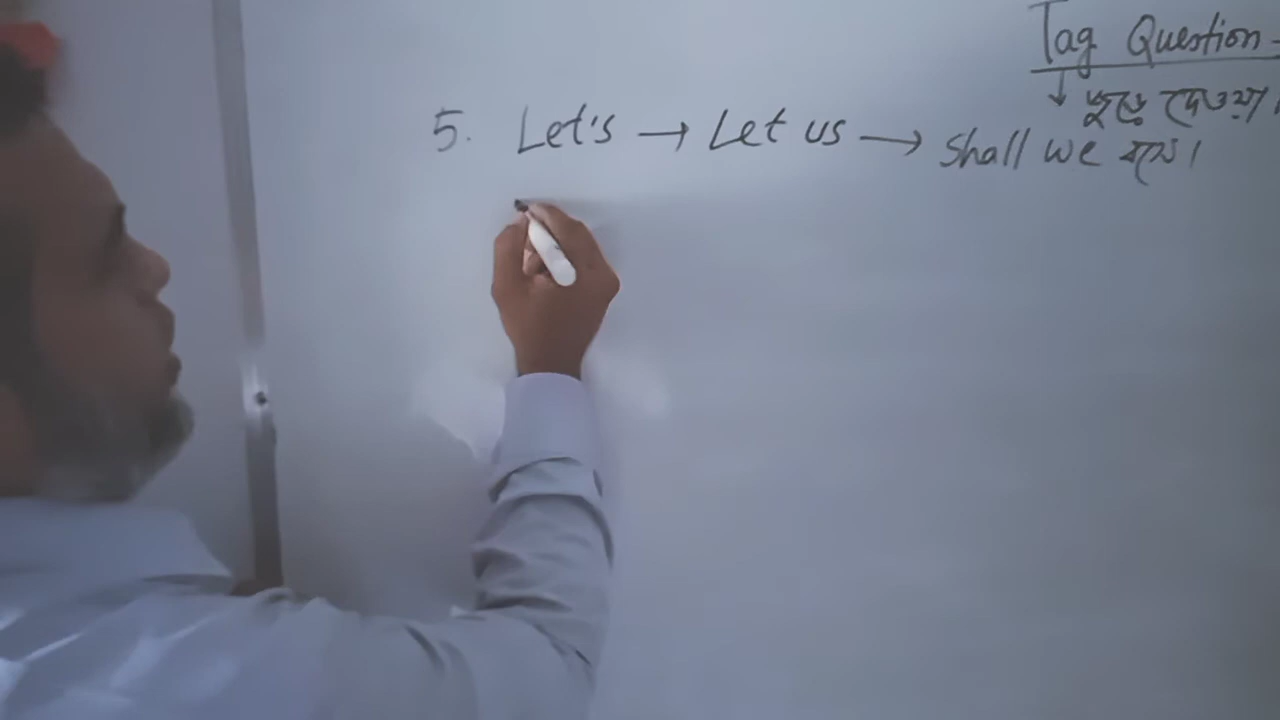 Tag Question -
↓ জুড়ে দেওয়া।
5. Let's → Let us → Shall we হয়।